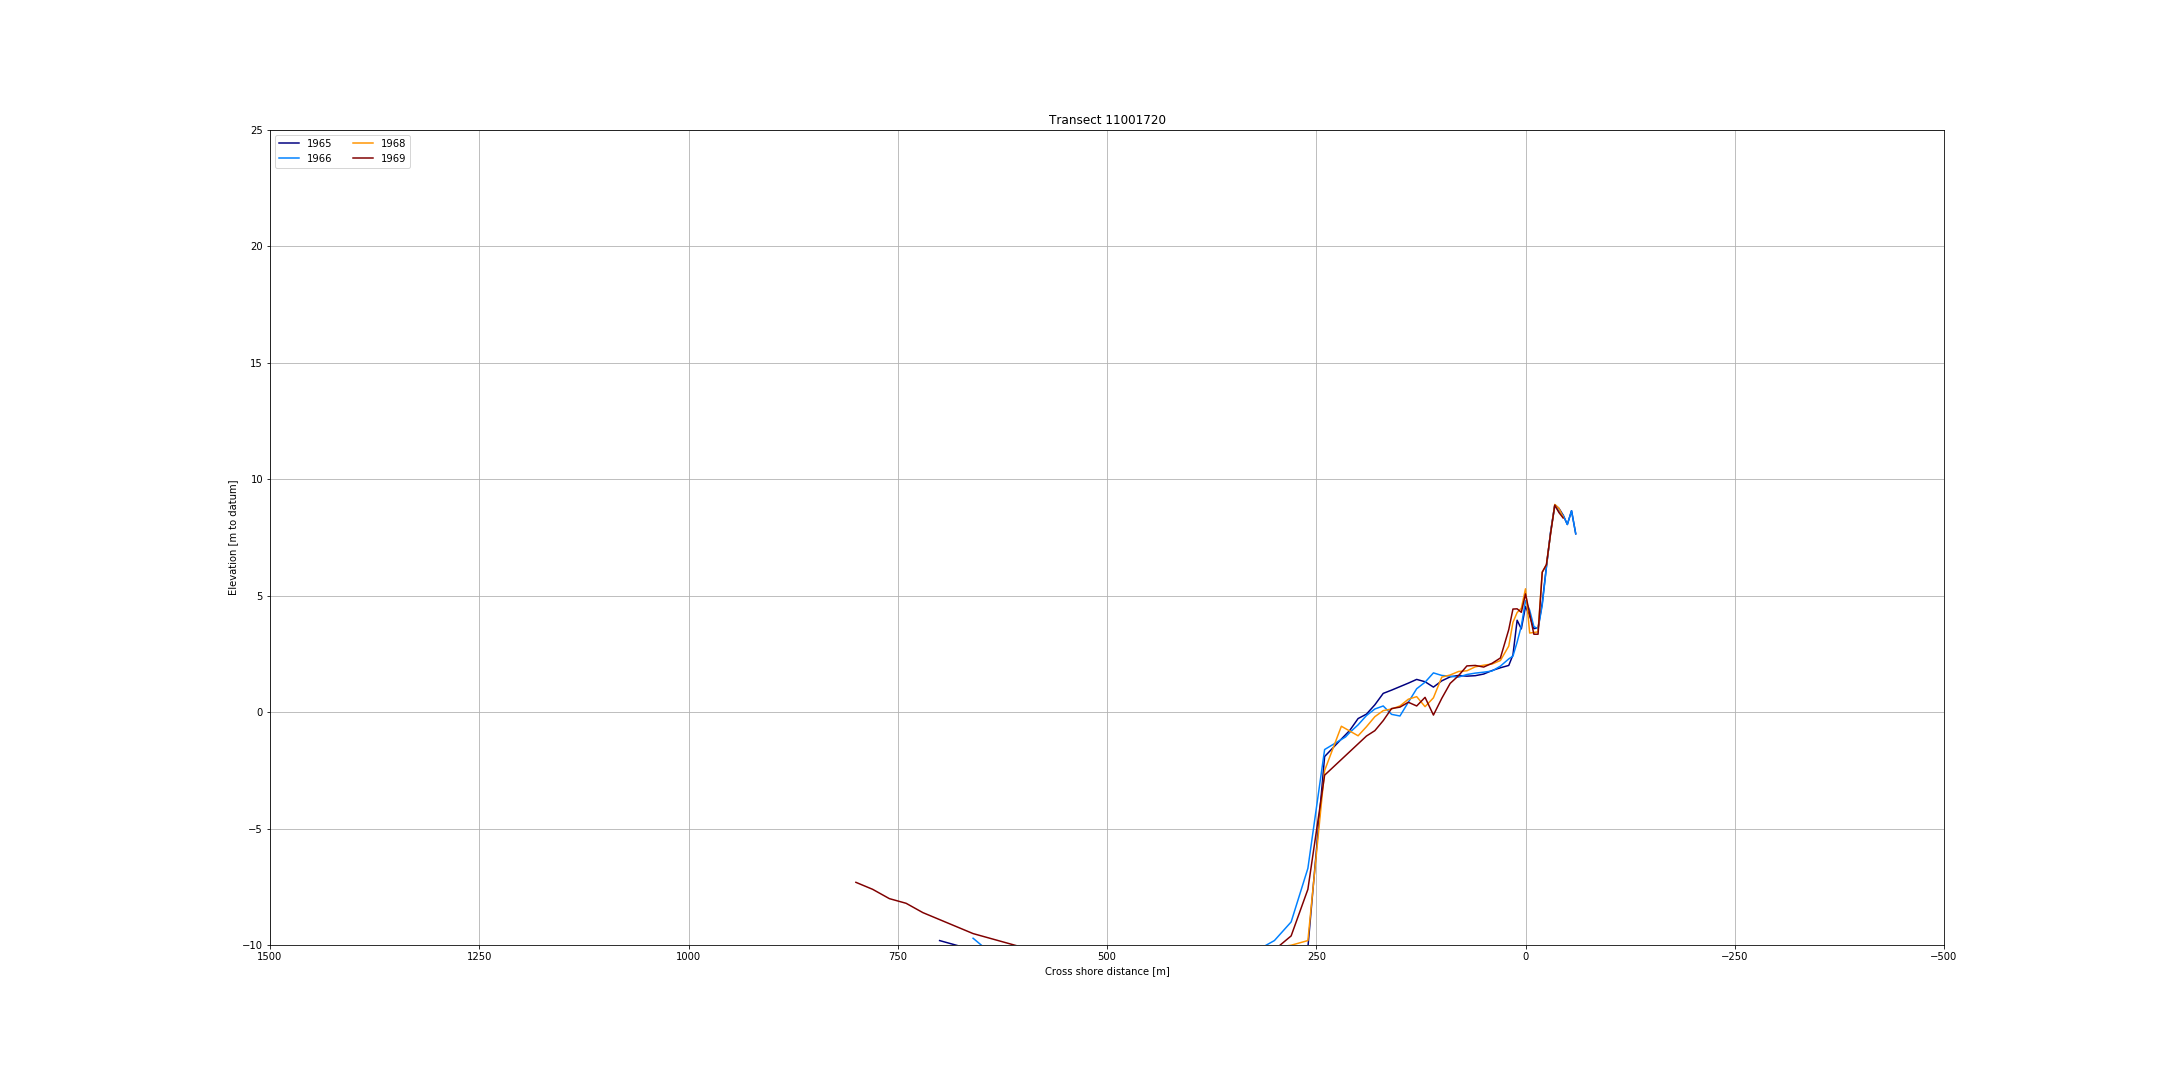 Transect 11001720
1965 1968
1966 1969
25
20
15
10
5
0
−5
−10
Elevation [m to datum]
1500 1250 1000 750 500 250 0 −250 −500
Cross shore distance [m]